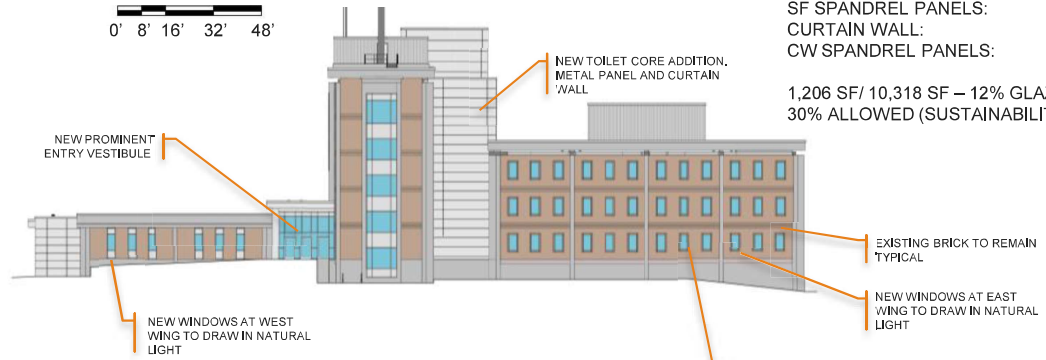 0' 8' 16' 32' 48'
SF SPANDREL PANELS:
CURTAIN WALL:
CW SPANDREL PANELS:
1,206 SF/ 10,318 SF – 12%
30% ALLOWED
NEW TOILET CORE ADDITION.
METAL PANEL AND CURTAIN
WALL
NEW PROMINENT
ENTRY VESTIBULE
EXISTING BRICK TO REMAIN
TYPICAL
NEW WINDOWS AT EAST
WING TO DRAW IN NATURAL
LIGHT
NEW WINDOWS AT WEST
WING TO DRAW IN NATURAL
LIGHT